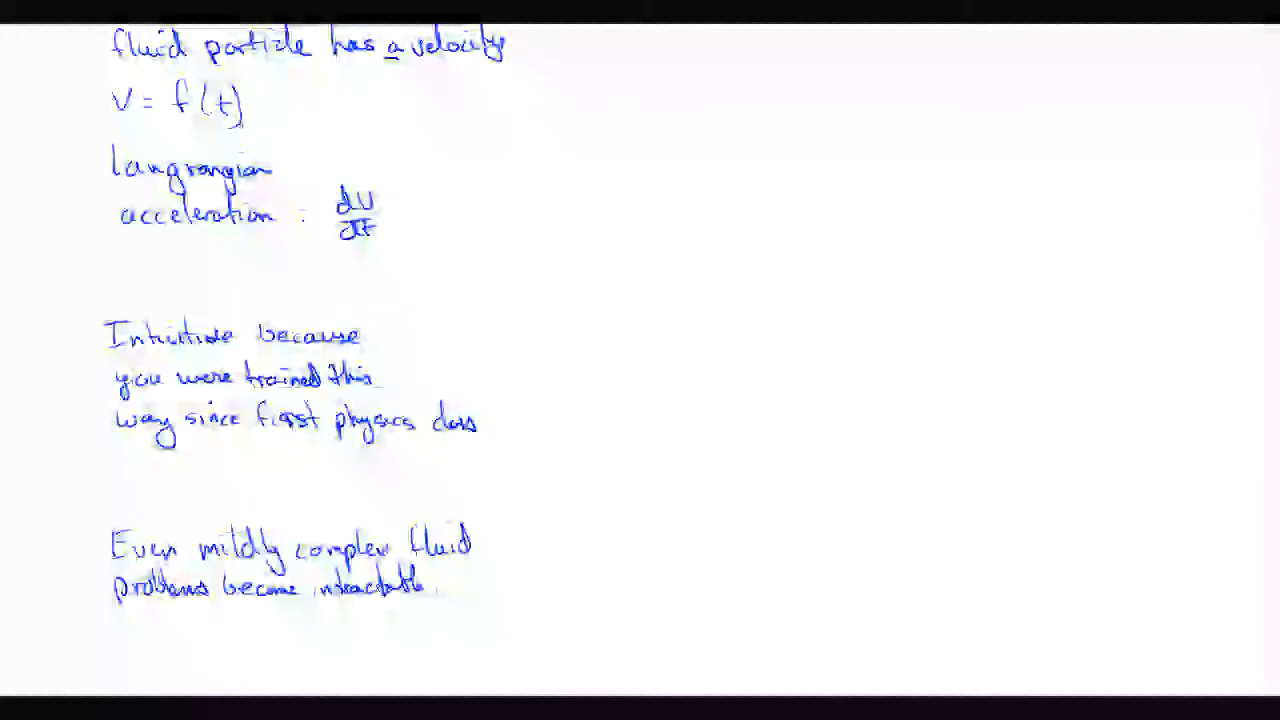 fluid particle has a velocity
V = f(t)
Langrangian
acceleration : dV/dt
Intuitive because
you were trained this
way since first physics class
Even mildly complex fluid
problems become intractable.